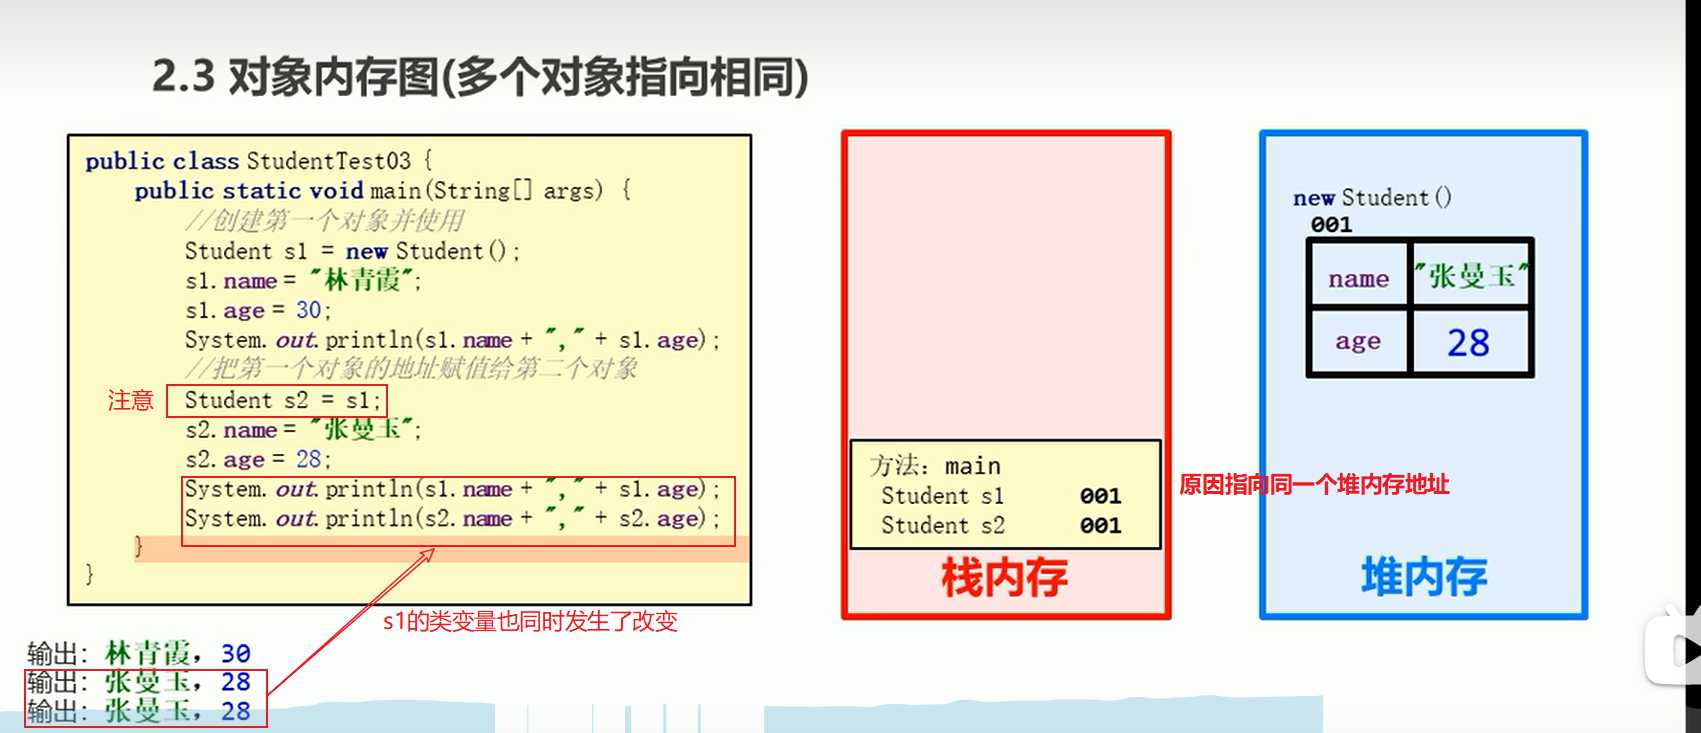 2.3 对象内存图(多个对象指向相同)
public class StudentTest03 {
public static void main(String[] args) {
//创建第一个对象并使用
Student s1 = new Student();
s1.name = "林青霞";
s1.age = 30;
System.out.println(s1.name + "," + s1.age);
//把第一个对象的地址赋值给第二个对象
注意 Student s2 = s1;
s2.name = "张曼玉";
s2.age = 28;
System.out.println(s1.name + "," + s1.age);
System.out.println(s2.name + "," + s2.age);
}
}
s1的类变量也同时发生了改变
输出: 林青霞, 30
输出: 张曼玉, 28
输出: 张曼玉, 28
方法: main
Student s1 001
Student s2 001
栈内存
原因指向同一个堆内存地址
new Student()
001
name "张曼玉"
age 28
堆内存